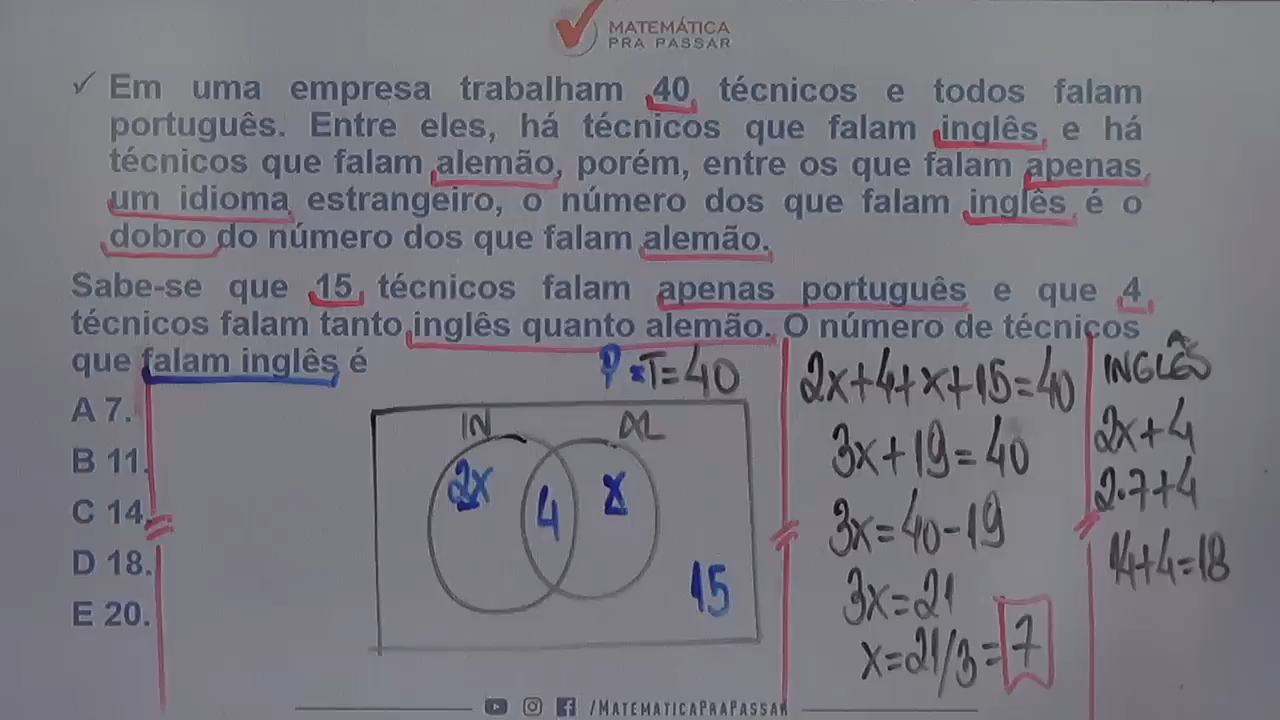 MATEMÁTICA
PRA PASSAR
✓ Em uma empresa trabalham 40 técnicos e todos falam
português. Entre eles, há técnicos que falam inglês e há
técnicos que falam alemão, porém, entre os que falam apenas
um idioma estrangeiro, o número dos que falam inglês é o
dobro do número dos que falam alemão.
Sabe-se que 15 técnicos falam apenas português e que 4
técnicos falam tanto inglês quanto alemão. O número de técnicos
que falam inglês é
A 7.
B 11.
C 14.
D 18.
E 20.
T=40
IN AL
2x 4 x
15
2x+4+x+15=40
3x+19=40
3x=40-19
3x=21
x=21/3=7
INGLÊS
2x+4
2·7+4
14+4=18
/MATEMATICAPRAPASSAR